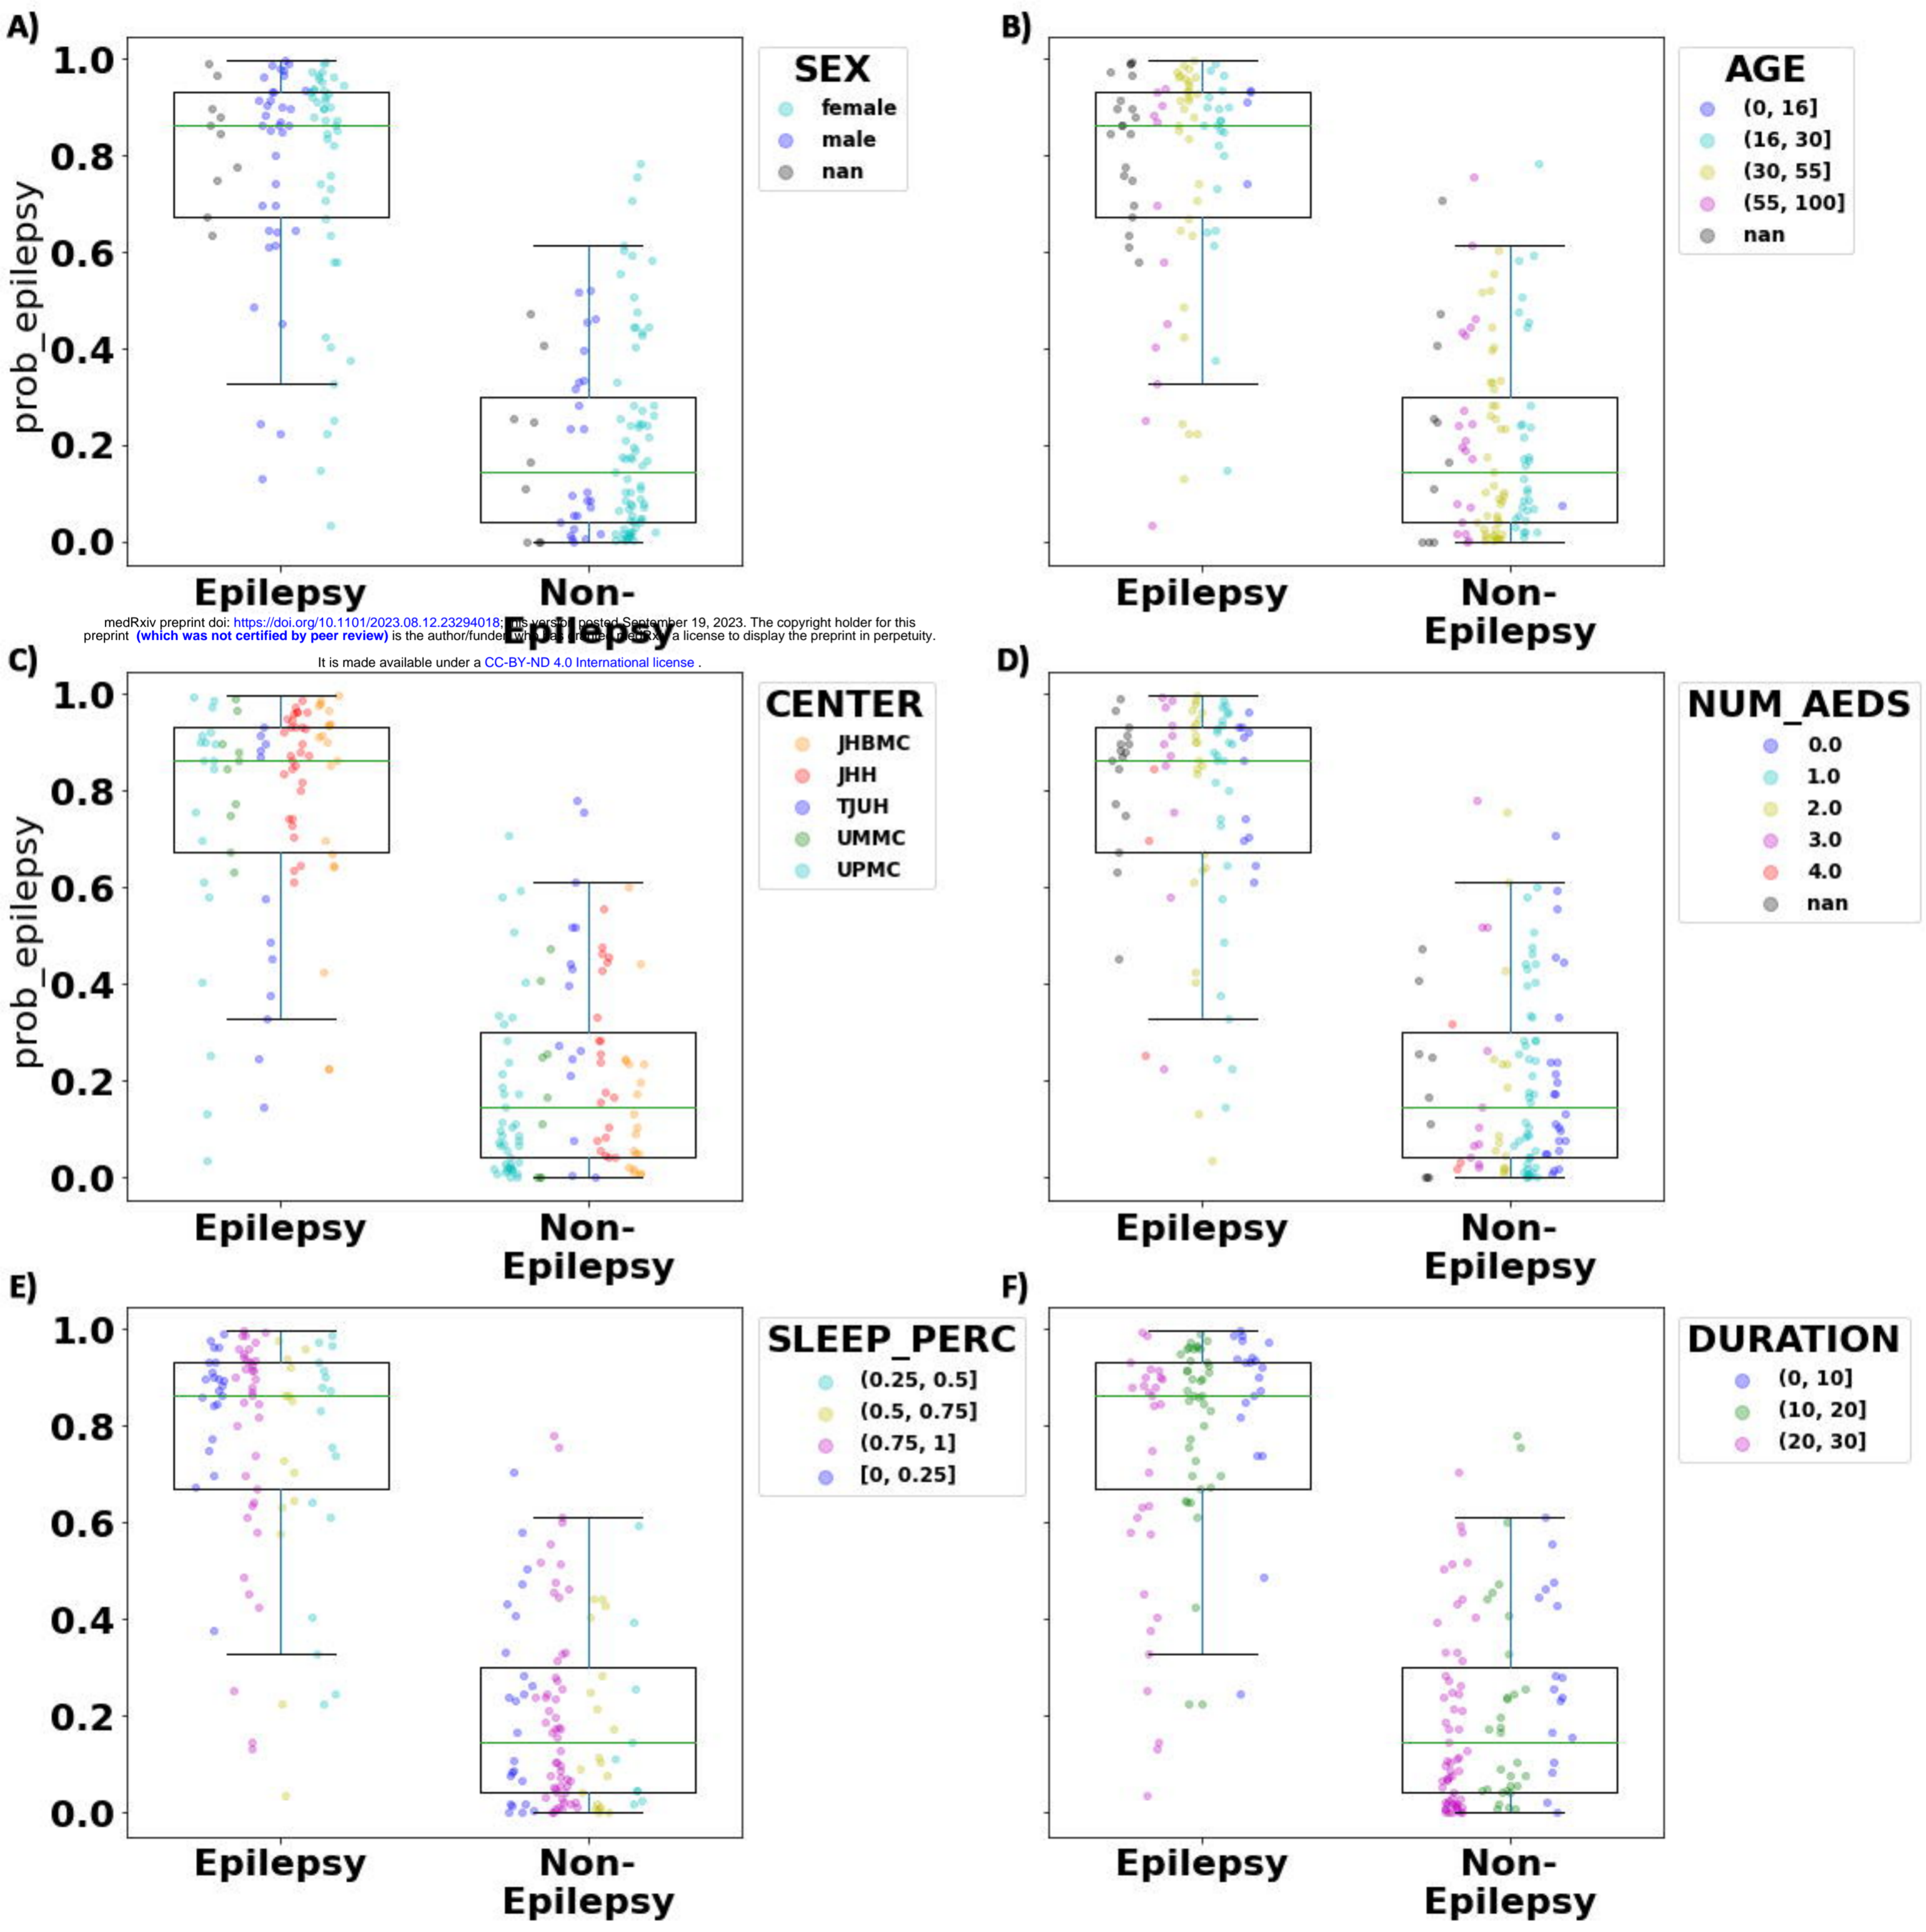 A)
1.0
0.8
0.6
0.4
0.2
0.0
prob_epilepsy
Epilepsy
Non-
Epilepsy
SEX
female
male
nan
B)
Epilepsy
Non-
Epilepsy
AGE
(0, 16]
(16, 30]
(30, 55]
(55, 100]
nan
medRxiv preprint doi: https://doi.org/10.1101/2023.08.12.23294018; this version posted September 19, 2023. The copyright holder for this
preprint (which was not certified by peer review) is the author/funder, who has granted medRxiv a license to display the preprint in perpetuity.
It is made available under a CC-BY-ND 4.0 International license .
C)
1.0
0.8
0.6
0.4
0.2
0.0
prob_epilepsy
Epilepsy
Non-
Epilepsy
CENTER
JHBMC
JHH
TJUH
UMMC
UPMC
D)
Epilepsy
Non-
Epilepsy
NUM_AEDS
0.0
1.0
2.0
3.0
4.0
nan
E)
1.0
0.8
0.6
0.4
0.2
0.0
Epilepsy
Non-
Epilepsy
SLEEP_PERC
(0.25, 0.5]
(0.5, 0.75]
(0.75, 1]
[0, 0.25]
F)
Epilepsy
Non-
Epilepsy
DURATION
(0, 10]
(10, 20]
(20, 30]